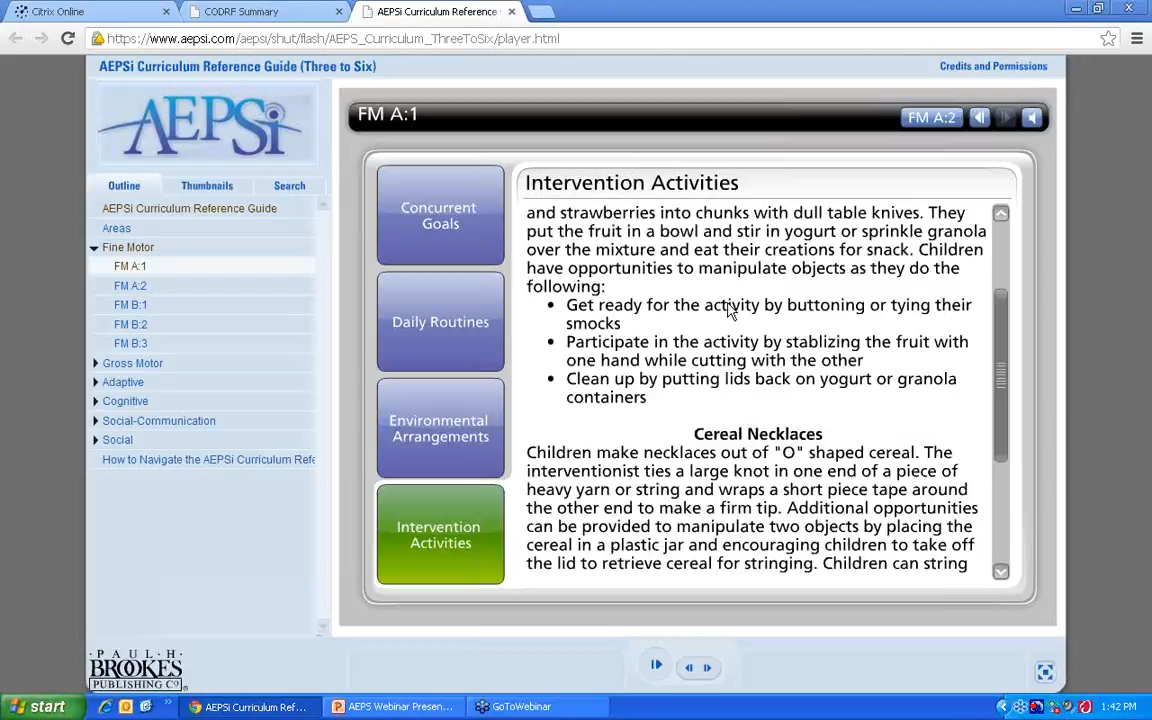 Citrix Online
CODRF Summary
AEPSi Curriculum Reference
https://www.aepsi.com/aepsi/shut/flash/AEPS_Curriculum_ThreeToSix/player.html
AEPSi Curriculum Reference Guide (Three to Six)
Credits and Permissions
AEPSi
Outline
Thumbnails
Search
AEPSi Curriculum Reference Guide
Areas
Fine Motor
FM A:1
FM A:2
FM B:1
FM B:2
FM B:3
Gross Motor
Adaptive
Cognitive
Social-Communication
Social
How to Navigate the AEPSi Curriculum Refe
FM A:1
FM A:2
Concurrent
Goals
Daily Routines
Environmental
Arrangements
Intervention
Activities
Intervention Activities
and strawberries into chunks with dull table knives. They
put the fruit in a bowl and stir in yogurt or sprinkle granola
over the mixture and eat their creations for snack. Children
have opportunities to manipulate objects as they do the
following:
• Get ready for the activity by buttoning or tying their
smocks
• Participate in the activity by stablizing the fruit with
one hand while cutting with the other
• Clean up by putting lids back on yogurt or granola
containers
Cereal Necklaces
Children make necklaces out of "O" shaped cereal. The
interventionist ties a large knot in one end of a piece of
heavy yarn or string and wraps a short piece tape around
the other end to make a firm tip. Additional opportunities
can be provided to manipulate two objects by placing the
cereal in a plastic jar and encouraging children to take off
the lid to retrieve cereal for stringing. Children can string
·PAUL·H·
BROOKES
PUBLISHING CO
start
AEPSi Curriculum Ref...
AEPS Webinar Presen...
GoToWebinar
1:42 PM